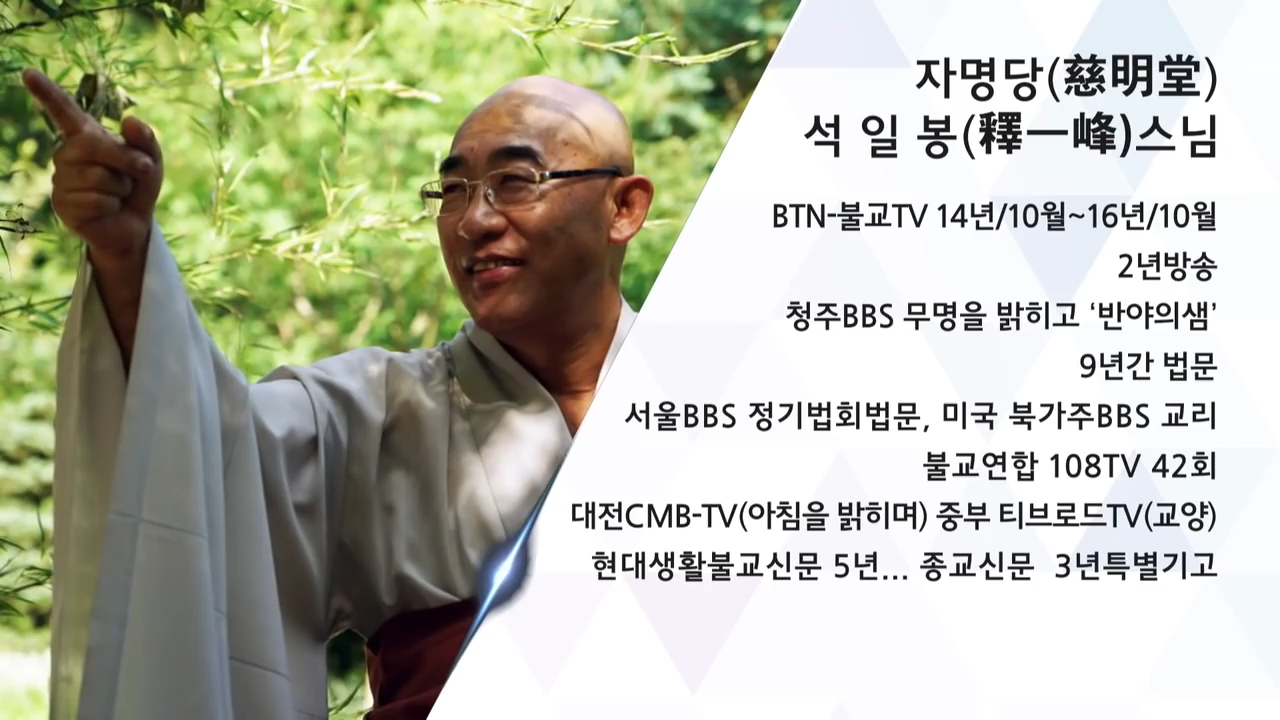 자명당(慈明堂)
석 일 봉(釋一峰)스님
BTN-불교TV 14년/10월~16년/10월
2년방송
청주BBS 무명을 밝히고 ‘반야의샘’
9년간 법문
서울BBS 정기법회법문, 미국 북가주BBS 교리
불교연합 108TV 42회
대전CMB-TV(아침을 밝히며) 중부 티브로드TV(교양)
현대생활불교신문 5년... 종교신문 3년특별기고